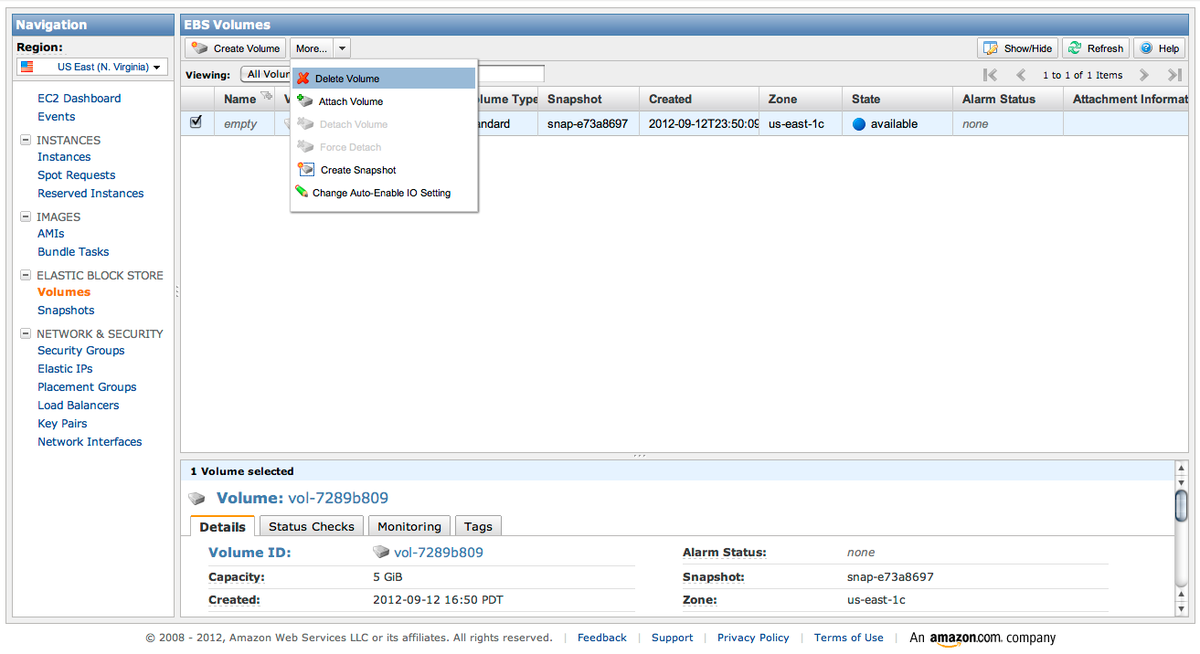 Navigation
Region:
US East (N. Virginia)
EC2 Dashboard
Events
INSTANCES
Instances
Spot Requests
Reserved Instances
IMAGES
AMIs
Bundle Tasks
ELASTIC BLOCK STORE
Volumes
Snapshots
NETWORK & SECURITY
Security Groups
Elastic IPs
Placement Groups
Load Balancers
Key Pairs
Network Interfaces
EBS Volumes
Create Volume More... Show/Hide Refresh Help
Viewing: All Volun 1 to 1 of 1 Items
Name V lume Type Snapshot Created Zone State Alarm Status Attachment Informat
empty ndard snap-e73a8697 2012-09-12T23:50:09 us-east-1c available none
Delete Volume
Attach Volume
Detach Volume
Force Detach
Create Snapshot
Change Auto-Enable IO Setting
1 Volume selected
Volume: vol-7289b809
Details Status Checks Monitoring Tags
Volume ID: vol-7289b809 Alarm Status: none
Capacity: 5 GiB Snapshot: snap-e73a8697
Created: 2012-09-12 16:50 PDT Zone: us-east-1c
© 2008 - 2012, Amazon Web Services LLC or its affiliates. All rights reserved. | Feedback | Support | Privacy Policy | Terms of Use | An amazon.com. company